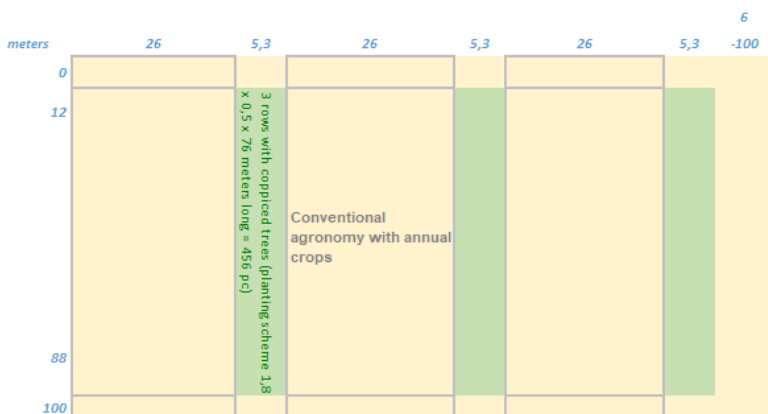 6
meters 26 5,3 26 5,3 26 5,3 -100
0
12
3 rows with coppiced trees (planting scheme 1,8
x 0,5 x 76 meters long = 456 pc)
Conventional
agronomy with annual
crops
88
100